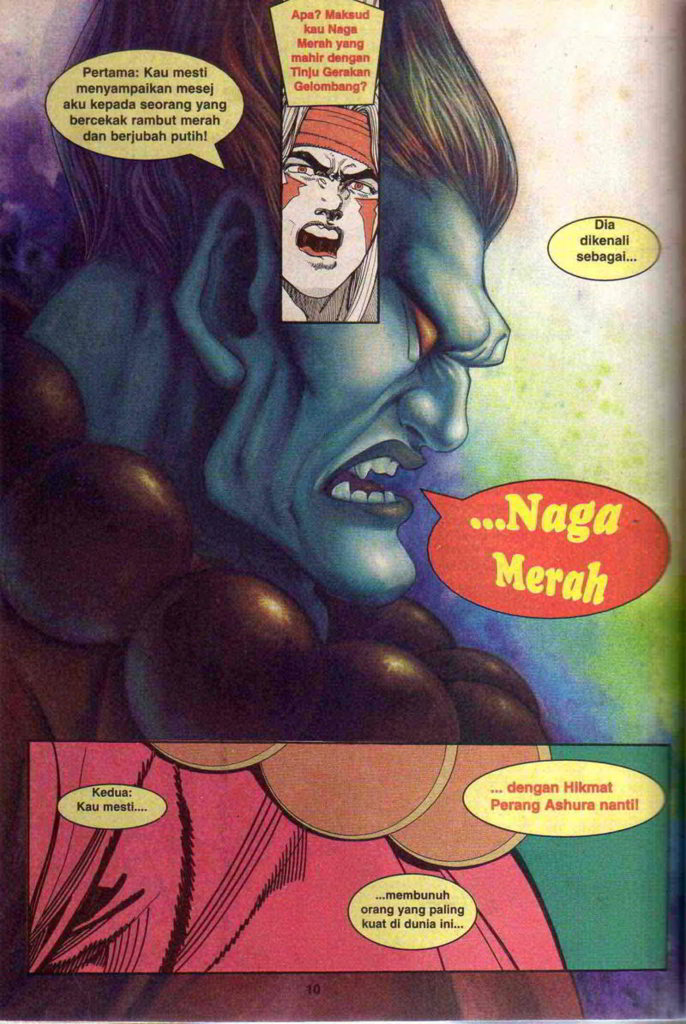 Pertama: Kau mesti
menyampaikan mesej
aku kepada seorang yang
bercekak rambut merah
dan berjubah putih!
Apa? Maksud
kau Naga
Merah yang
mahir dengan
Tinju Gerakan
Gelombang?
Dia
dikenali
sebagai...
...Naga
Merah
Kedua:
Kau mesti....
...membunuh
orang yang paling
kuat di dunia ini...
... dengan Hikmat
Perang Ashura nanti!
10